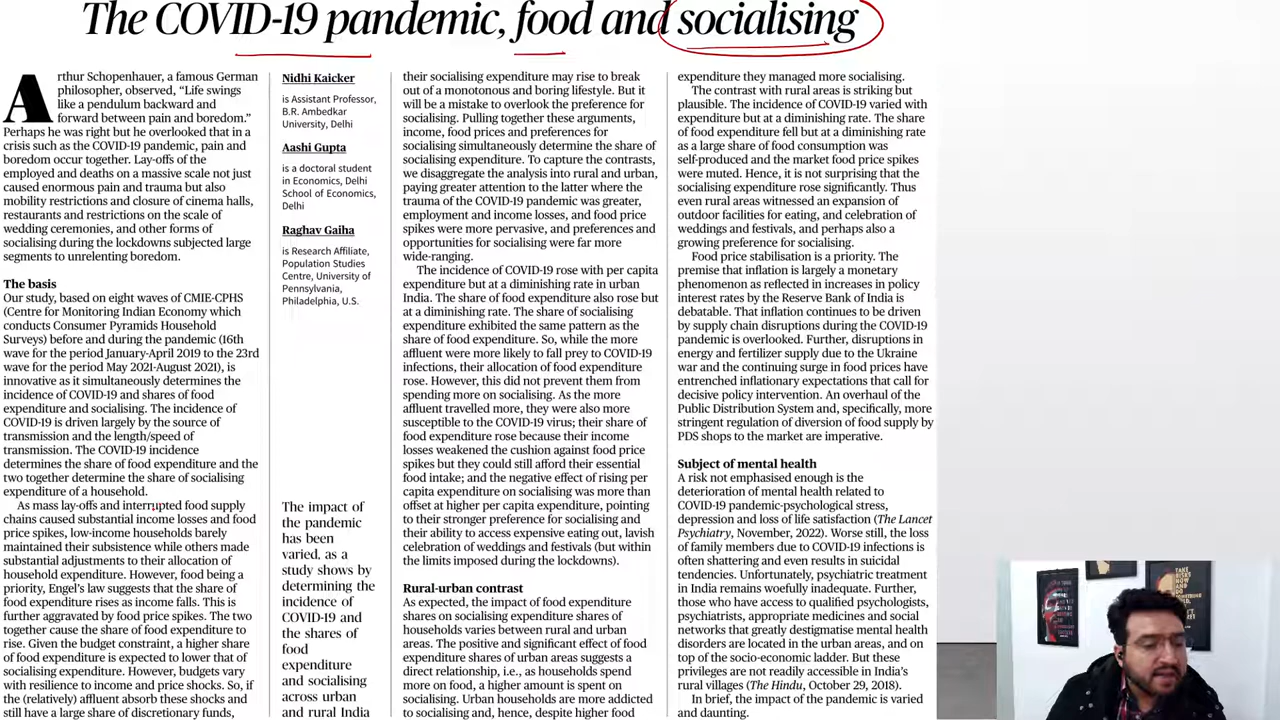 The COVID-19 pandemic, food and socialising
Arthur Schopenhauer, a famous German
philosopher, observed, “Life swings
like a pendulum backward and
forward between pain and boredom.”
Perhaps he was right but he overlooked that in a
crisis such as the COVID-19 pandemic, pain and
boredom occur together. Lay-offs of the
employed and deaths on a massive scale not just
caused enormous pain and trauma but also
mobility restrictions and closure of cinema halls,
restaurants and restrictions on the scale of
wedding ceremonies, and other forms of
socialising during the lockdowns subjected large
segments to unrelenting boredom.
The basis
Our study, based on eight waves of CMIE-CPHS
(Centre for Monitoring Indian Economy which
conducts Consumer Pyramids Household
Surveys) before and during the pandemic (16th
wave for the period January-April 2019 to the 23rd
wave for the period May 2021-August 2021), is
innovative as it simultaneously determines the
incidence of COVID-19 and shares of food
expenditure and socialising. The incidence of
COVID-19 is driven largely by the source of
transmission and the length/speed of
transmission. The COVID-19 incidence
determines the share of food expenditure and the
two together determine the share of socialising
expenditure of a household.
As mass lay-offs and interrupted food supply
chains caused substantial income losses and food
price spikes, low-income households barely
maintained their subsistence while others made
substantial adjustments to their allocation of
household expenditure. However, food being a
priority, Engel’s law suggests that the share of
food expenditure rises as income falls. This is
further aggravated by food price spikes. The two
together cause the share of food expenditure to
rise. Given the budget constraint, a higher share
of food expenditure is expected to lower that of
socialising expenditure. However, budgets vary
with resilience to income and price shocks. So, if
the (relatively) affluent absorb these shocks and
still have a large share of discretionary funds,
Nidhi Kaicker
is Assistant Professor,
B.R. Ambedkar
University, Delhi
Aashi Gupta
is a doctoral student
in Economics, Delhi
School of Economics,
Delhi
Raghav Gaiha
is Research Affiliate,
Population Studies
Centre, University of
Pennsylvania,
Philadelphia, U.S.
The impact of
the pandemic
has been
varied, as a
study shows by
determining the
incidence of
COVID-19 and
the shares of
food
expenditure
and socialising
across urban
and rural India
their socialising expenditure may rise to break
out of a monotonous and boring lifestyle. But it
will be a mistake to overlook the preference for
socialising. Pulling together these arguments,
income, food prices and preferences for
socialising simultaneously determine the share of
socialising expenditure. To capture the contrasts,
we disaggregate the analysis into rural and urban,
paying greater attention to the latter where the
trauma of the COVID-19 pandemic was greater,
employment and income losses, and food price
spikes were more pervasive, and preferences and
opportunities for socialising were far more
wide-ranging.
The incidence of COVID-19 rose with per capita
expenditure but at a diminishing rate in urban
India. The share of food expenditure also rose but
at a diminishing rate. The share of socialising
expenditure exhibited the same pattern as the
share of food expenditure. So, while the more
affluent were more likely to fall prey to COVID-19
infections, their allocation of food expenditure
rose. However, this did not prevent them from
spending more on socialising. As the more
affluent travelled more, they were also more
susceptible to the COVID-19 virus; their share of
food expenditure rose because their income
losses weakened the cushion against food price
spikes but they could still afford their essential
food intake; and the negative effect of rising per
capita expenditure on socialising was more than
offset at higher per capita expenditure, pointing
to their stronger preference for socialising and
their ability to access expensive eating out, lavish
celebration of weddings and festivals (but within
the limits imposed during the lockdowns).
Rural-urban contrast
As expected, the impact of food expenditure
shares on socialising expenditure shares of
households varies between rural and urban
areas. The positive and significant effect of food
expenditure shares of urban areas suggests a
direct relationship, i.e., as households spend
more on food, a higher amount is spent on
socialising. Urban households are more addicted
to socialising and, hence, despite higher food
expenditure they managed more socialising.
The contrast with rural areas is striking but
plausible. The incidence of COVID-19 varied with
expenditure but at a diminishing rate. The share
of food expenditure fell but at a diminishing rate
as a large share of food consumption was
self-produced and the market food price spikes
were muted. Hence, it is not surprising that the
socialising expenditure rose significantly. Thus
even rural areas witnessed an expansion of
outdoor facilities for eating, and celebration of
weddings and festivals, and perhaps also a
growing preference for socialising.
Food price stabilisation is a priority. The
premise that inflation is largely a monetary
phenomenon as reflected in increases in policy
interest rates by the Reserve Bank of India is
debatable. That inflation continues to be driven
by supply chain disruptions during the COVID-19
pandemic is overlooked. Further, disruptions in
energy and fertilizer supply due to the Ukraine
war and the continuing surge in food prices have
entrenched inflationary expectations that call for
decisive policy intervention. An overhaul of the
Public Distribution System and, specifically, more
stringent regulation of diversion of food supply by
PDS shops to the market are imperative.
Subject of mental health
A risk not emphasised enough is the
deterioration of mental health related to
COVID-19 pandemic-psychological stress,
depression and loss of life satisfaction (The Lancet
Psychiatry, November, 2022). Worse still, the loss
of family members due to COVID-19 infections is
often shattering and even results in suicidal
tendencies. Unfortunately, psychiatric treatment
in India remains woefully inadequate. Further,
those who have access to qualified psychologists,
psychiatrists, appropriate medicines and social
networks that greatly destigmatise mental health
disorders are located in the urban areas, and on
top of the socio-economic ladder. But these
privileges are not readily accessible in India’s
rural villages (The Hindu, October 29, 2018).
In brief, the impact of the pandemic is varied
and daunting.
TAKE
RISKS
NOW
AND
DO